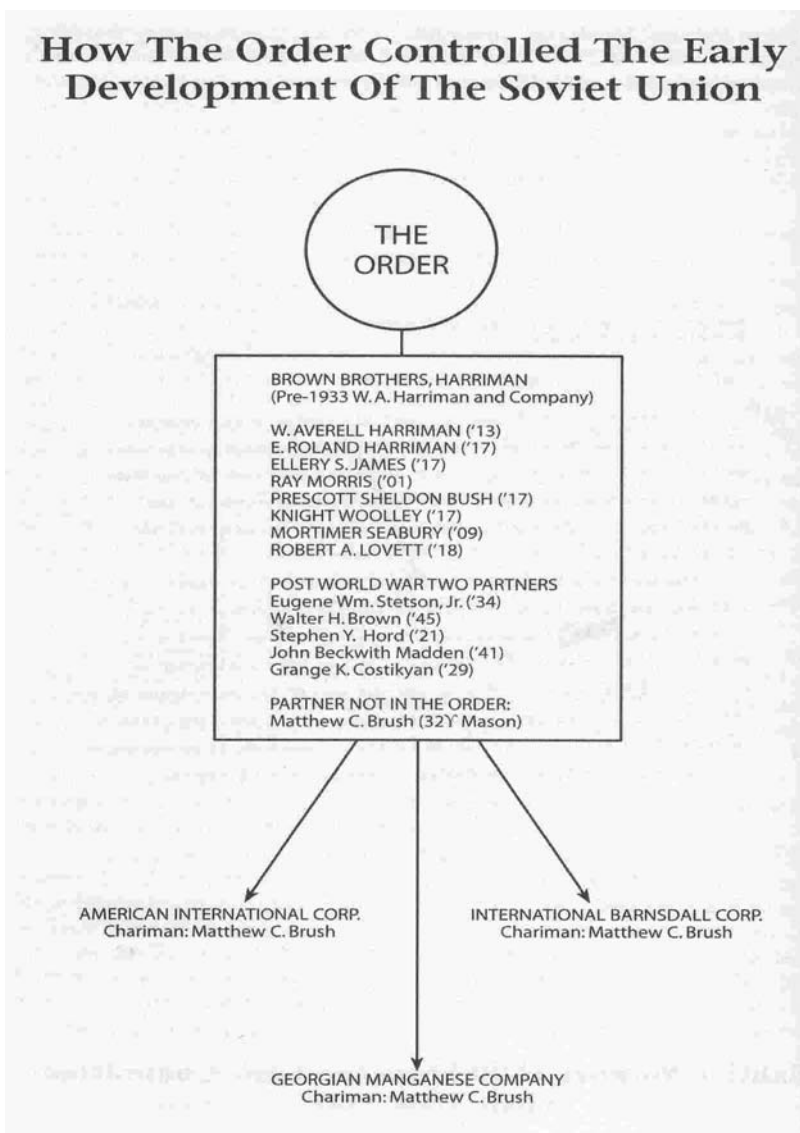 How The Order Controlled The Early
Development Of The Soviet Union
THE
ORDER
BROWN BROTHERS, HARRIMAN
(Pre-1933 W. A. Harriman and Company)
W. AVERELL HARRIMAN ('13)
E. ROLAND HARRIMAN ('17)
ELLERY S. JAMES ('17)
RAY MORRIS ('01)
PRESCOTT SHELDON BUSH ('17)
KNIGHT WOOLLEY ('17)
MORTIMER SEABURY ('09)
ROBERT A. LOVETT ('18)
POST WORLD WAR TWO PARTNERS
Eugene Wm. Stetson, Jr. ('34)
Walter H. Brown ('45)
Stephen Y. Hord ('21)
John Beckwith Madden ('41)
Grange K. Costikyan ('29)
PARTNER NOT IN THE ORDER:
Matthew C. Brush (32Y Mason)
AMERICAN INTERNATIONAL CORP.
Chariman: Matthew C. Brush
INTERNATIONAL BARNSDALL CORP.
Chariman: Matthew C. Brush
GEORGIAN MANGANESE COMPANY
Chariman: Matthew C. Brush